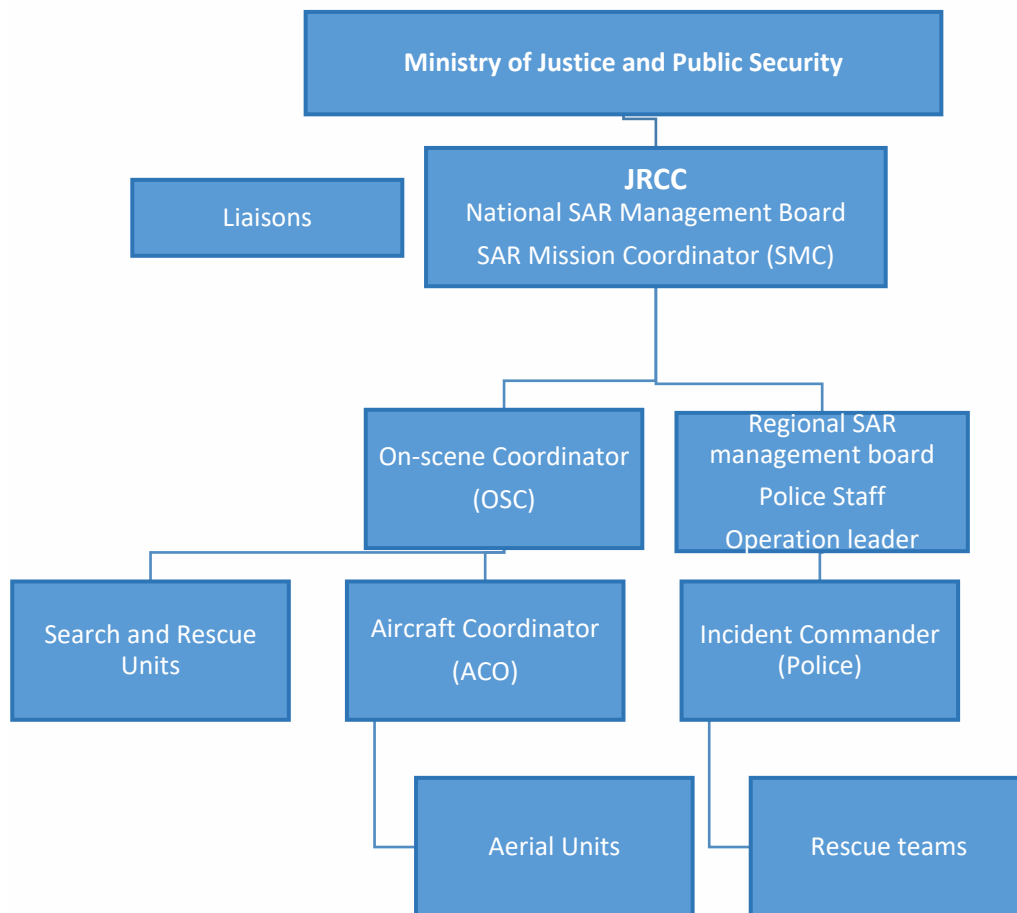 Ministry of Justice and Public Security
JRCC
National SAR Management Board
SAR Mission Coordinator (SMC)
Liaisons
On-scene Coordinator
(OSC)
Regional SAR
management board
Police Staff
Operation leader
Search and Rescue
Units
Aircraft Coordinator
(ACO)
Incident Commander
(Police)
Aerial Units
Rescue teams